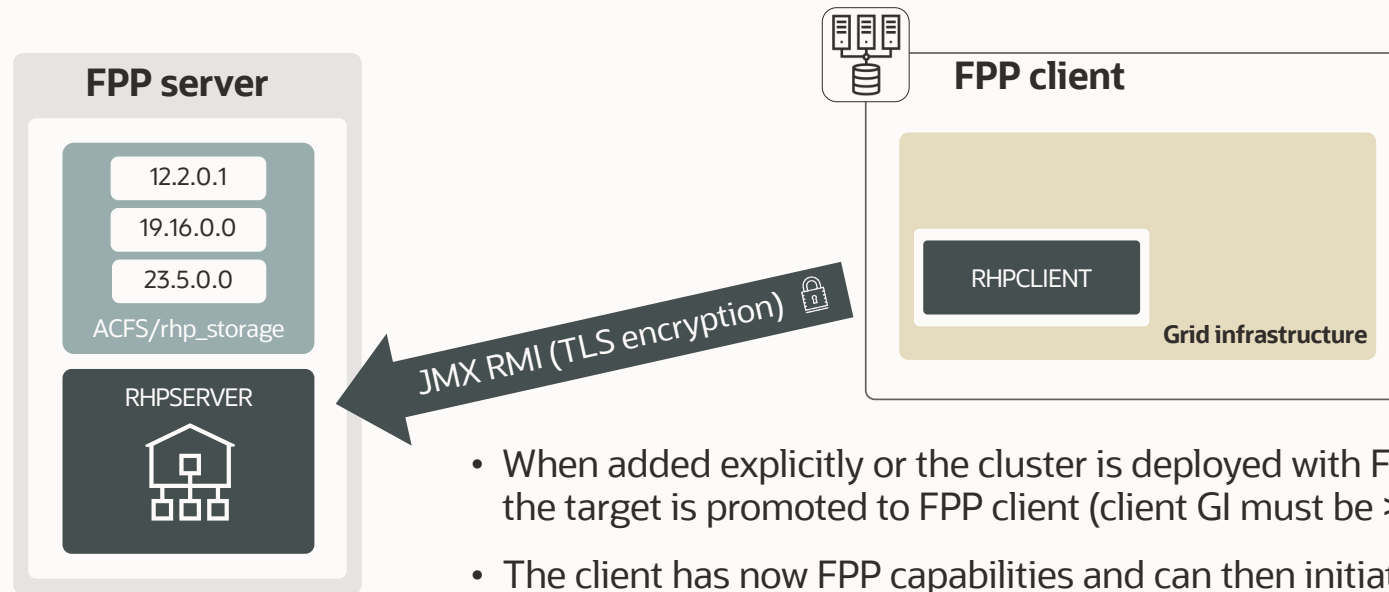 FPP server
12.2.0.1
19.16.0.0
23.5.0.0
ACFS/rhp_storage
RHPSERVER
JMX RMI (TLS encryption)
FPP client
RHPCLIENT
Grid infrastructure
• When added explicitly or the cluster is deployed with
the target is promoted to FPP client (client GI must be >
• The client has now FPP capabilities and can then